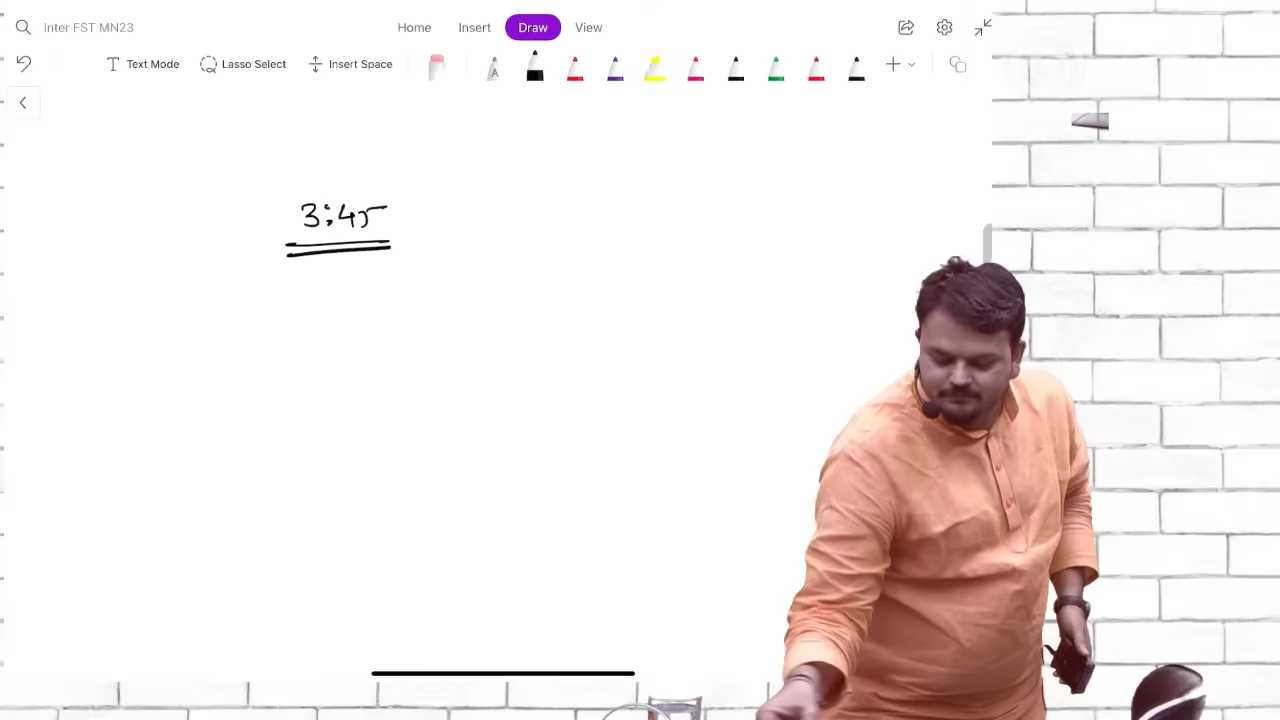 Inter FST MN23
Home Insert Draw View
Text Mode Lasso Select Insert Space
A
3:45